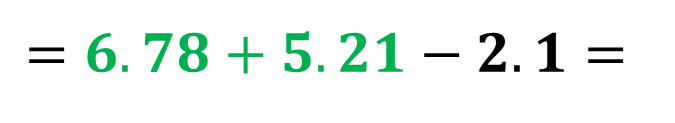 = 6.78 + 5.21 − 2.1 =